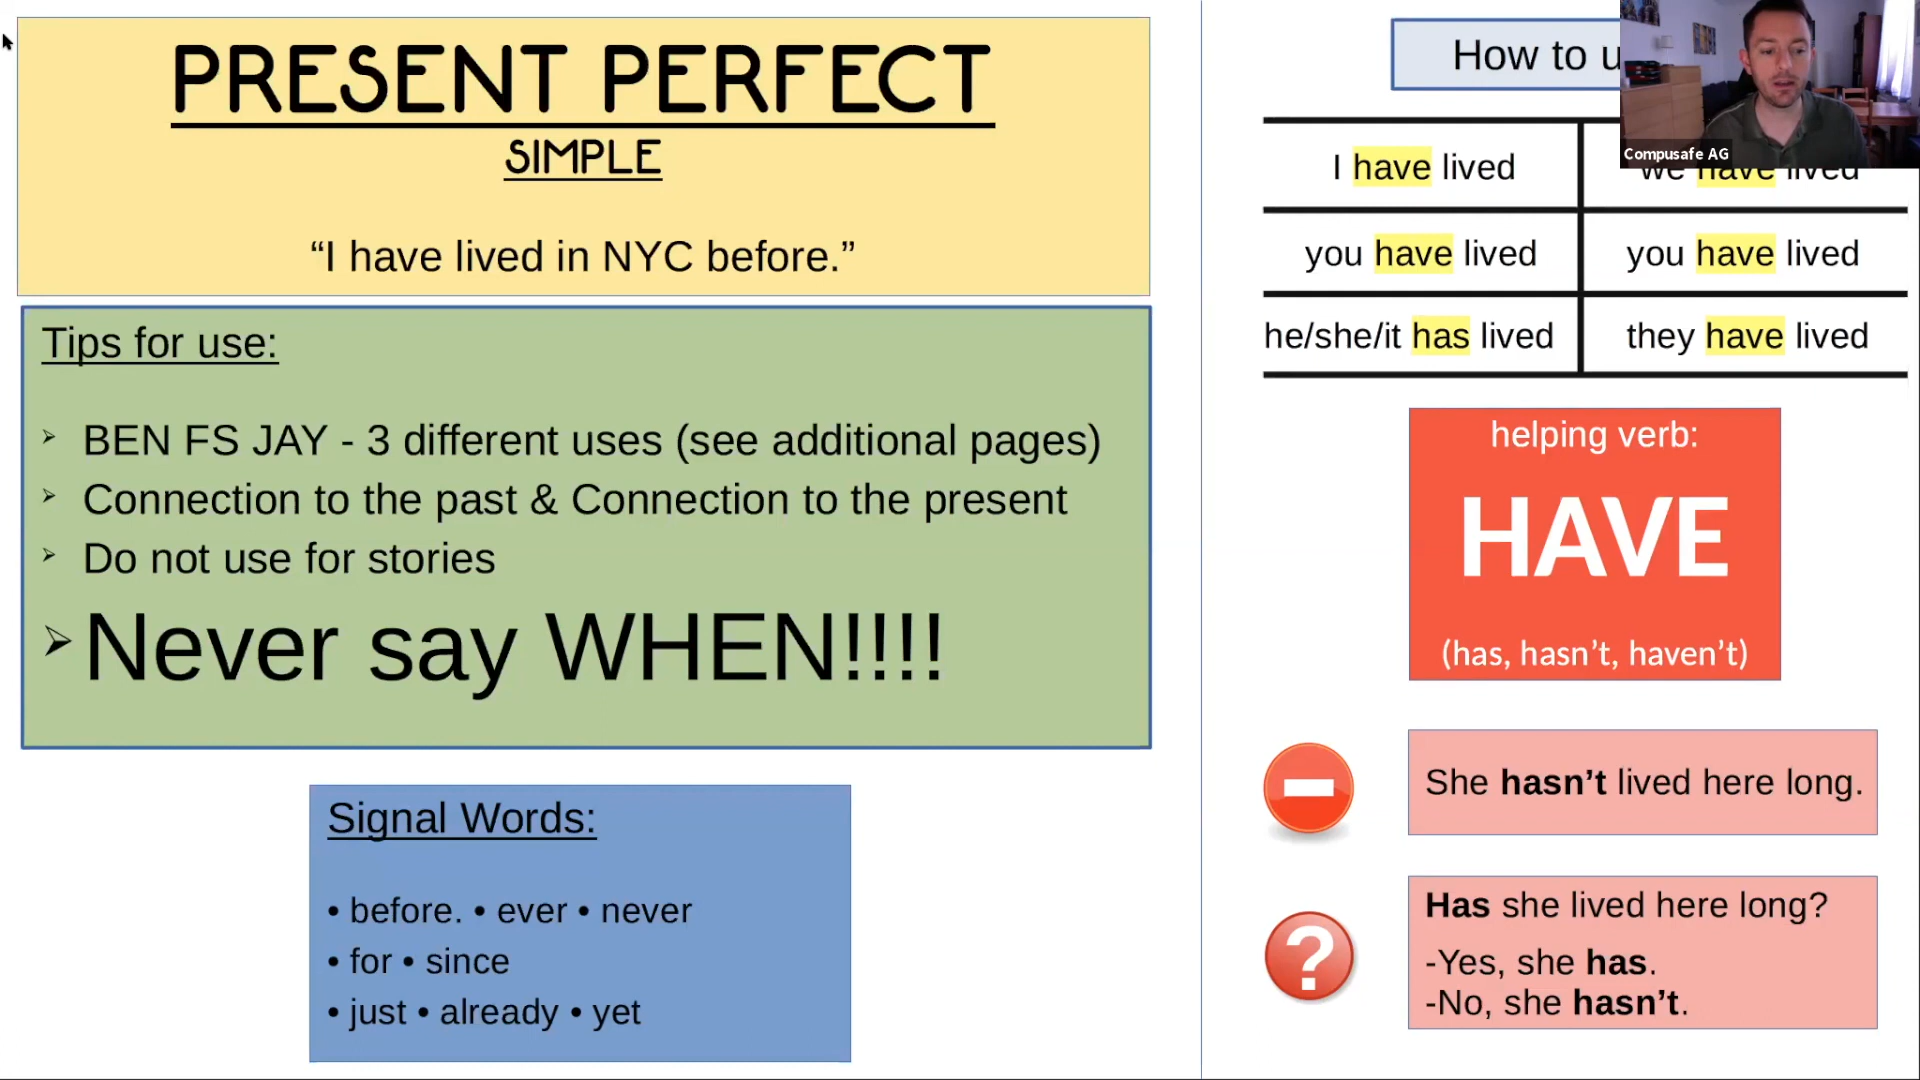 PRESENT PERFECT
SIMPLE
“I have lived in NYC before.”
Tips for use:
➢ BEN FS JAY - 3 different uses (see additional pages)
➢ Connection to the past & Connection to the present
➢ Do not use for stories
➢ Never say WHEN!!!!
Signal Words:
• before. • ever • never
• for • since
• just • already • yet
How to u
Compusafe AG
I have lived
we have lived
you have lived
you have lived
he/she/it has lived
they have lived
helping verb:
HAVE
(has, hasn’t, haven’t)
She hasn’t lived here long.
?
Has she lived here long?
-Yes, she has.
-No, she hasn’t.